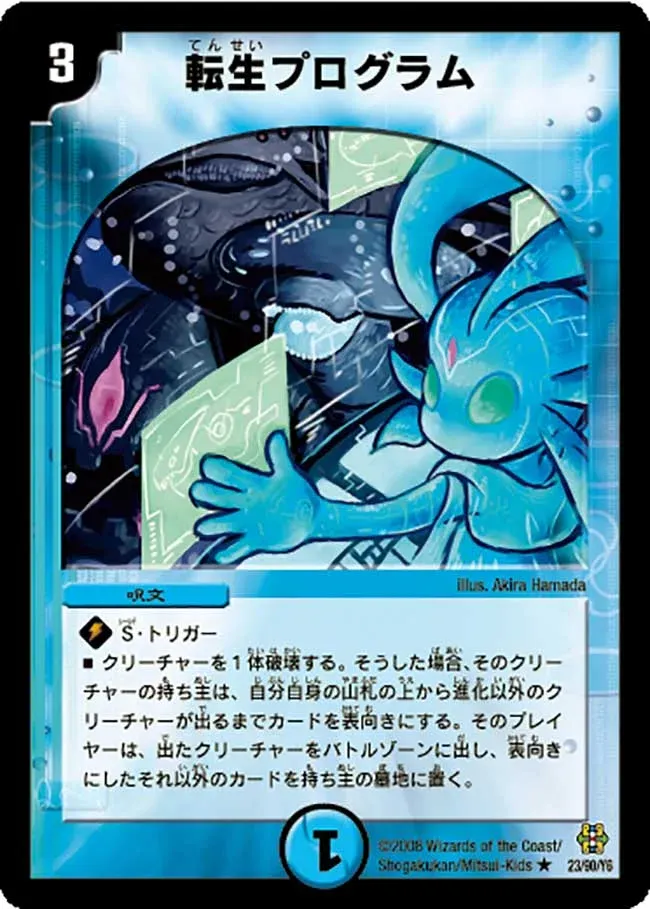 3
てんせい
転生プログラム
illus. Akira Hamada
呪文
S・トリガー
■ クリーチャーを1体破壊する。そうした場合、そのクリー
チャーの持ち主は、自分自身の山札の上から進化以外のク
リーチャーが出るまでカードを表向きにする。そのプレイ
ヤーは、出たクリーチャーをバトルゾーンに出し、表向き
にしたそれ以外のカードを持ち主の墓地に置く。
1
©2008 Wizards of the Coast/
Shogakukan/Mitsui-Kids ★ 23/90/Y6